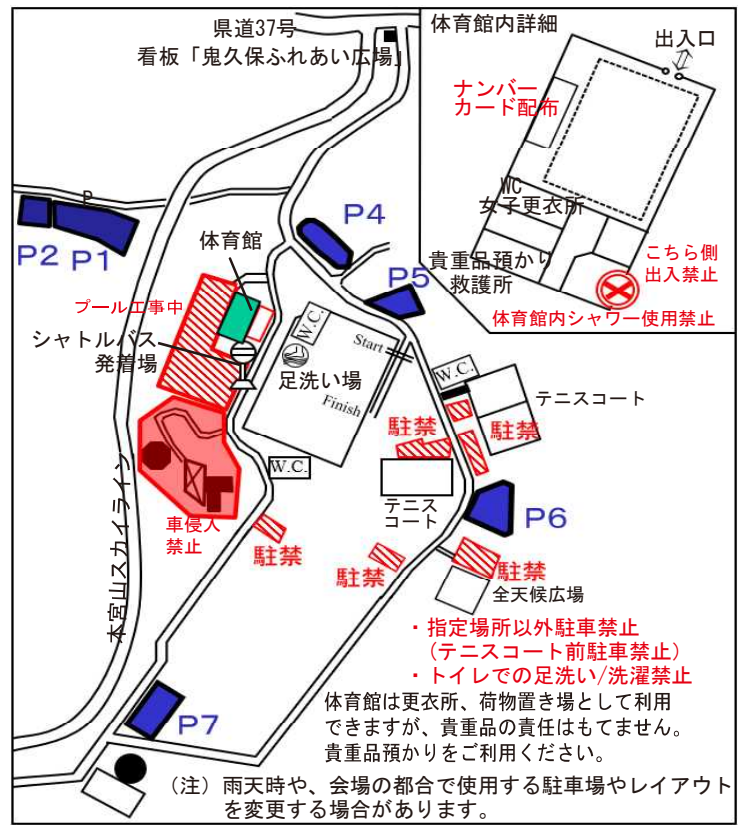 県道37号
看板「鬼久保ふれあい広場」
体育館内詳細
出入口
ナンバー
カード配布
WC
女子更衣所
貴重品預かり
救護所
こちら側
出入禁止
体育館内シャワー使用禁止
P
P2
P1
P4
P5
体育館
プール工事中
シャトルバス
発着場
W.C.
足洗い場
Start
Finish
W.C.
テニスコート
駐禁
駐禁
W.C.
テニス
コート
P6
車侵入
禁止
駐禁
駐禁
駐禁
全天候広場
本宮山スカイライン
P7
・指定場所以外駐車禁止
（テニスコート前駐車禁止）
・トイレでの足洗い/洗濯禁止
体育館は更衣所、荷物置き場として利用
できますが、貴重品の責任はもてません。
貴重品預かりをご利用ください。
（注）雨天時や、会場の都合で使用する駐車場やレイアウト
を変更する場合があります。